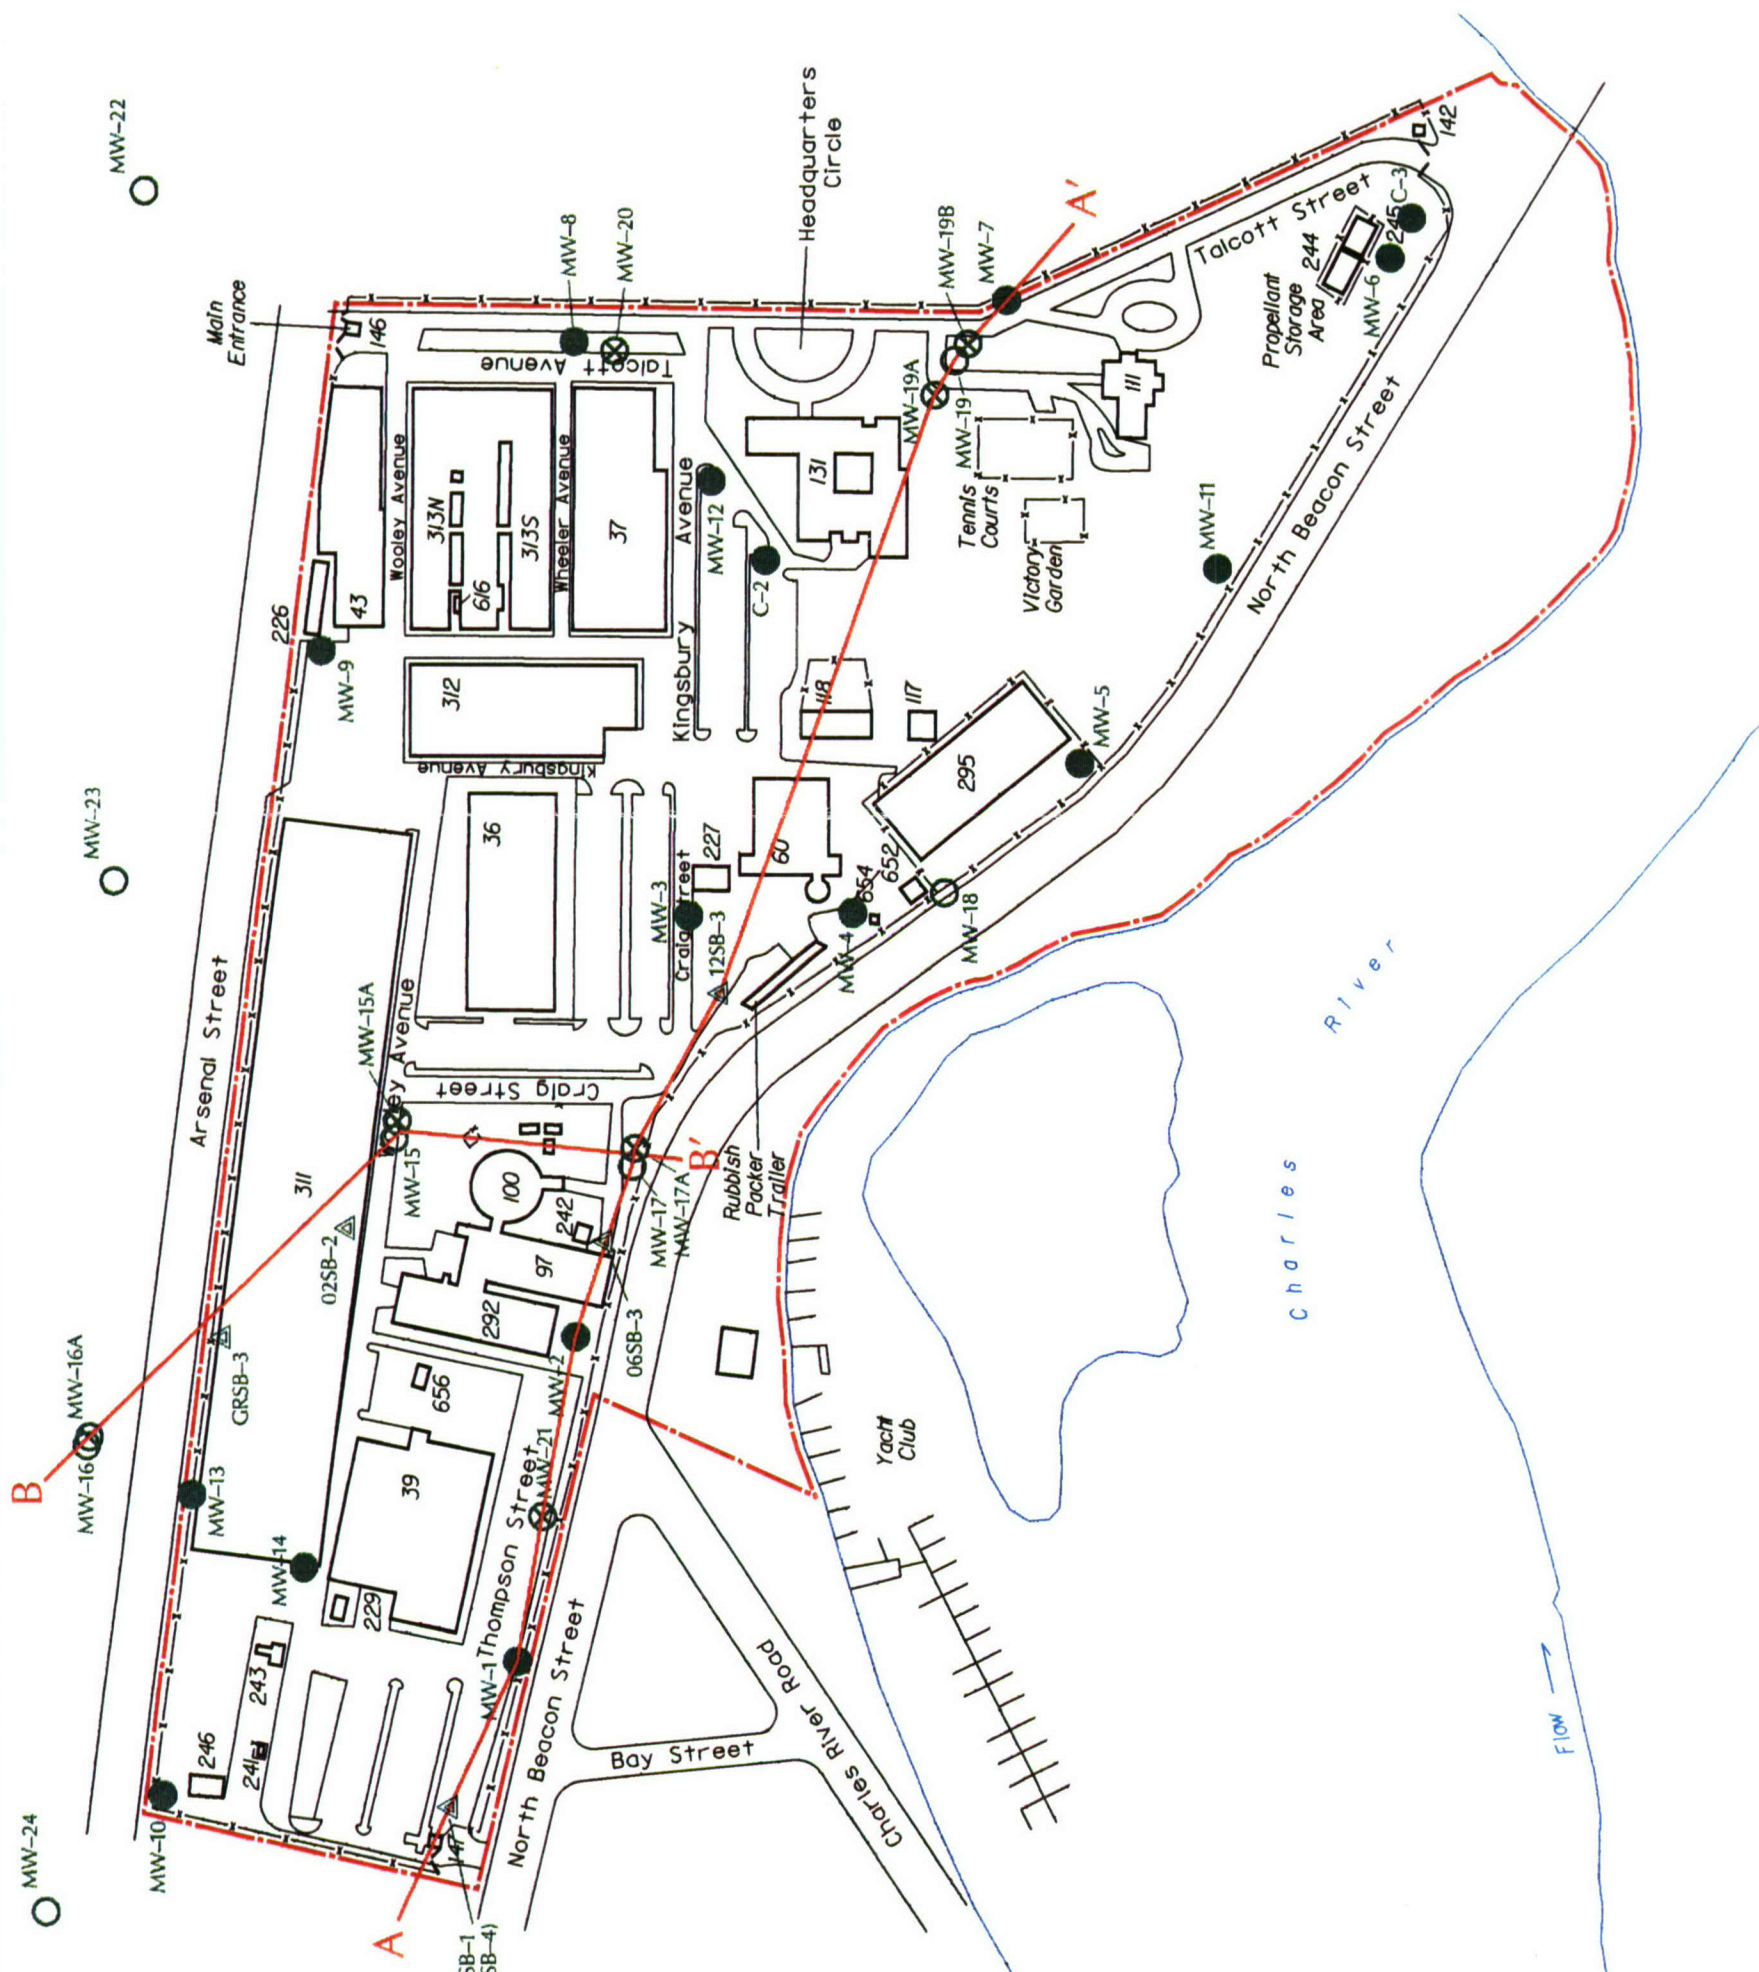 MW-22
Main
Entrance
146
MW-8
MW-20
Headquarters
Circle
A'
MW-19B
MW-7
142
Talcott Street
C-3
245
244
Propellant
Storage
Area
MW-6
Talcott Avenue
MW-19A
MW-19
111
Wooley Avenue
313N
313S
616
Wheeler Avenue
37
Kingsbury Avenue
MW-12
C-2
131
Tennis
Courts
Victory
Garden
MW-11
North Beacon Street
226
43
MW-9
312
Kingsbury Avenue
118
117
MW-5
295
MW-23
Arsenal Street
36
227
60
Craig Street
MW-3
12SB-3
654
652
MW-4
MW-18
MW-15A
MW-15
Craig Street
311
02SB-2
100
242
97
292
B'
MW-17
MW-17A
Rubbish
Packer
Trailer
06SB-3
MW-2
Charles River
GRSB-3
MW-16A
MW-16
B
MW-13
MW-14
656
39
MW-21
Thompson Street
229
MW-1
North Beacon Street
Yacht
Club
243
241
246
MW-10
MW-24
Bay Street
Charles River Road
Flow
A
SB-1
SB-4)